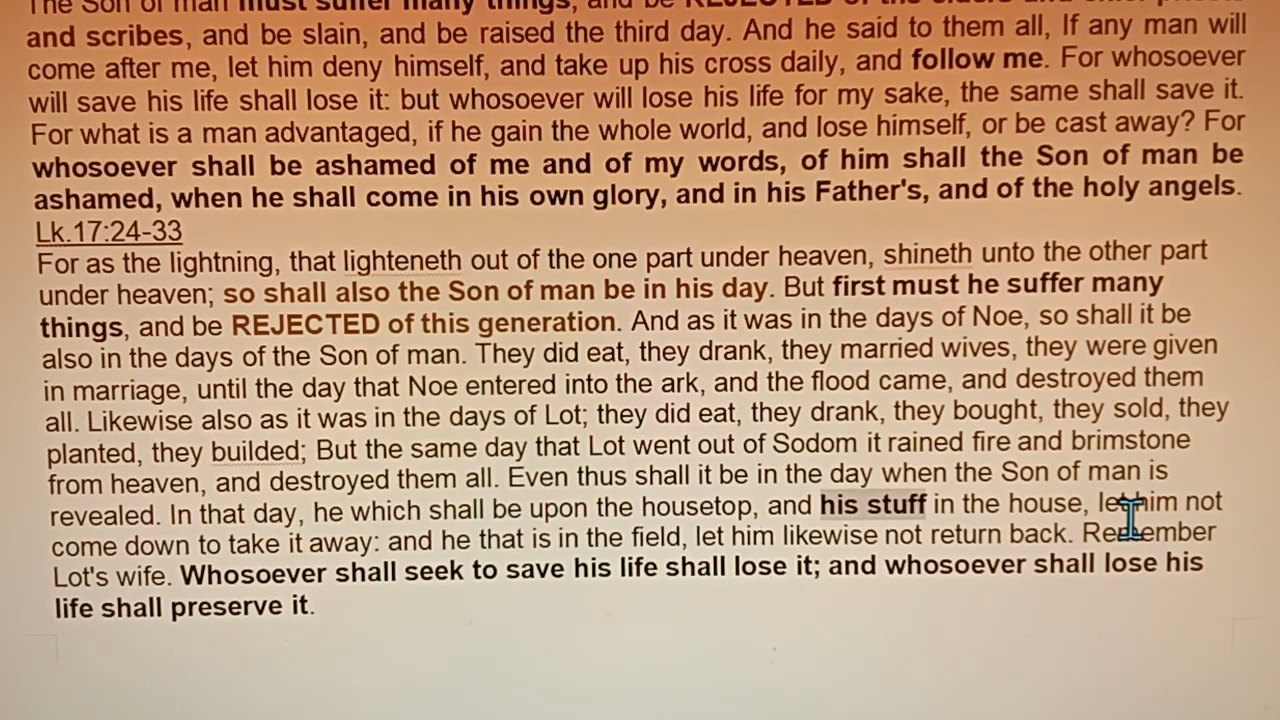 The Son of man must suffer many things, and be REJECTED of the elders and chief priests
and scribes, and be slain, and be raised the third day. And he said to them all, If any man will
come after me, let him deny himself, and take up his cross daily, and follow me. For whosoever
will save his life shall lose it: but whosoever will lose his life for my sake, the same shall save it.
For what is a man advantaged, if he gain the whole world, and lose himself, or be cast away? For
whosoever shall be ashamed of me and of my words, of him shall the Son of man be
ashamed, when he shall come in his own glory, and in his Father's, and of the holy angels.
Lk.17:24-33
For as the lightning, that lighteneth out of the one part under heaven, shineth unto the other part
under heaven; so shall also the Son of man be in his day. But first must he suffer many
things, and be REJECTED of this generation. And as it was in the days of Noe, so shall it be
also in the days of the Son of man. They did eat, they drank, they married wives, they were given
in marriage, until the day that Noe entered into the ark, and the flood came, and destroyed them
all. Likewise also as it was in the days of Lot; they did eat, they drank, they bought, they sold, they
planted, they builded; But the same day that Lot went out of Sodom it rained fire and brimstone
from heaven, and destroyed them all. Even thus shall it be in the day when the Son of man is
revealed. In that day, he which shall be upon the housetop, and his stuff in the house, let him not
come down to take it away: and he that is in the field, let him likewise not return back. Remember
Lot's wife. Whosoever shall seek to save his life shall lose it; and whosoever shall lose his
life shall preserve it.